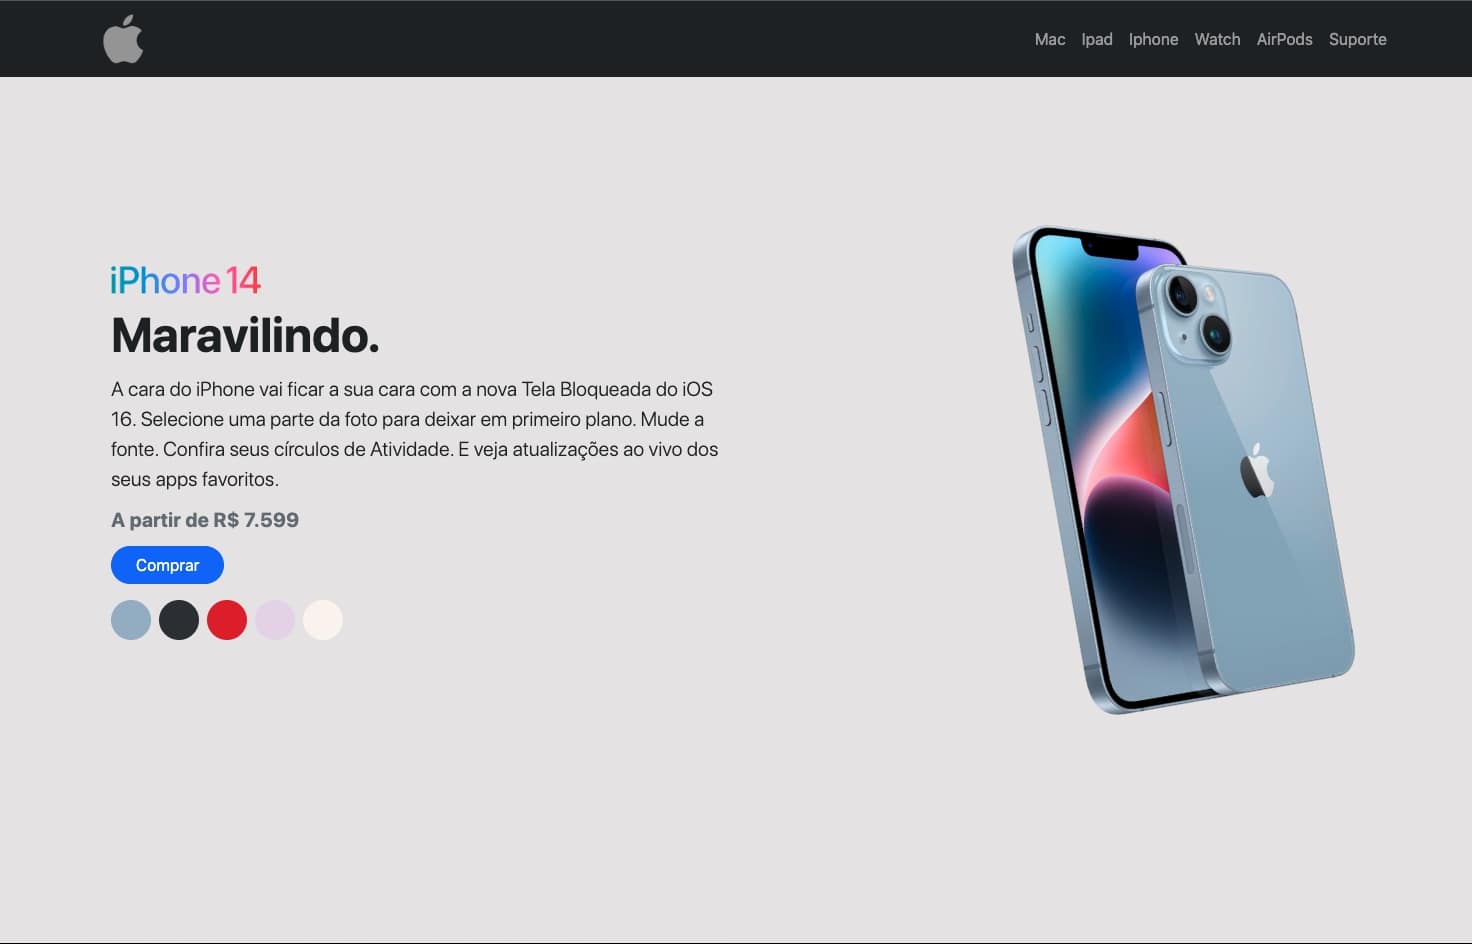 Mac Ipad Iphone Watch AirPods Suporte
iPhone 14
Maravilindo.
A cara do iPhone vai ficar a sua cara com a nova Tela Bloqueada do iOS
16. Selecione uma parte da foto para deixar em primeiro plano. Mude a
fonte. Confira seus círculos de Atividade. E veja atualizações ao vivo dos
seus apps favoritos.
A partir de R$ 7.599
Comprar